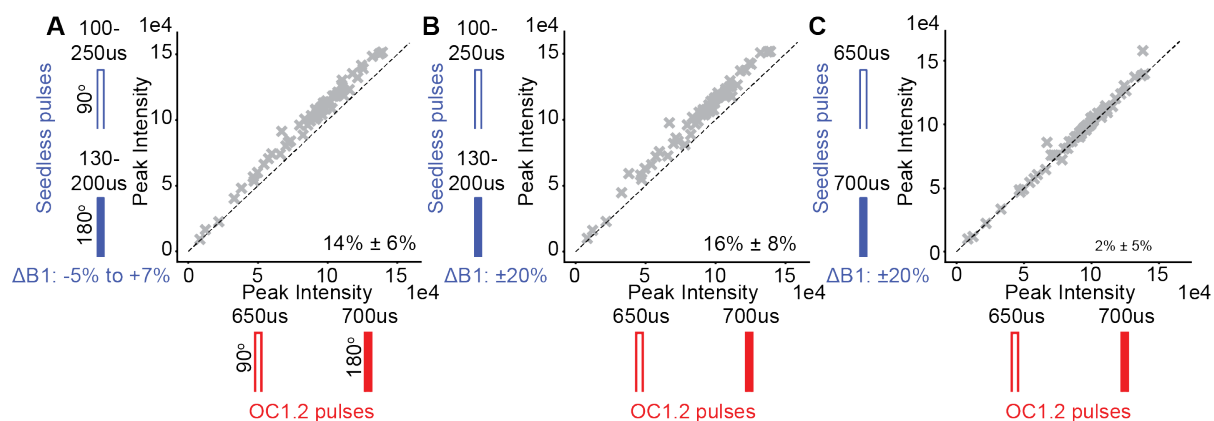 A
100-
250us
90°
Seedless pulses
130-
200us
180°
ΔB1: -5% to +7%
1e4
Peak Intensity
15
10
5
0
14% ± 6%
0
5
10
15
1e4
Peak Intensity
650us
700us
90°
180°
OC1.2 pulses
B
100-
250us
Seedless pulses
130-
200us
ΔB1: ±20%
1e4
Peak Intensity
15
10
5
0
16% ± 8%
0
5
10
15
1e4
Peak Intensity
650us
700us
OC1.2 pulses
C
650us
Seedless pulses
700us
ΔB1: ±20%
1e4
Peak Intensity
15
10
5
0
2% ± 5%
0
5
10
15
1e4
Peak Intensity
650us
700us
OC1.2 pulses